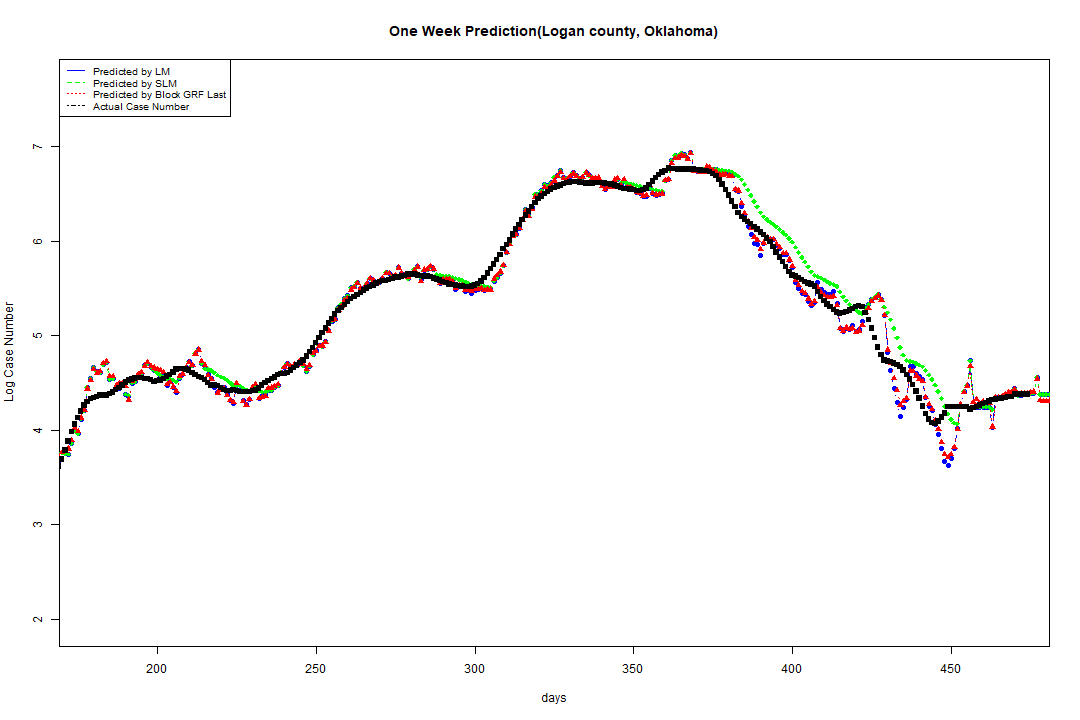 One Week Prediction(Logan county, Oklahoma)
Predicted by LM
Predicted by SLM
Predicted by Block GRF Last
Actual Case Number
7
6
5
4
3
2
Log Case Number
200 250 300 350 400 450
days